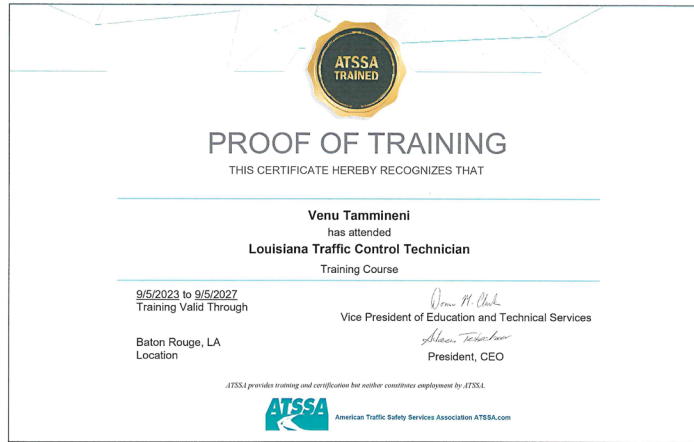 ATSSA
TRAINED
PROOF OF TRAINING
THIS CERTIFICATE HEREBY RECOGNIZES THAT
Venu Tammineni
has attended
Louisiana Traffic Control Technician
Training Course
9/5/2023 to 9/5/2027
Training Valid Through
Vice President of Education and Technical Services
Baton Rouge, LA
Location
President, CEO
ATSSA provides training and certification but neither constitutes employment by ATSSA.
ATSSA
American Traffic Safety Services Association ATSSA.com